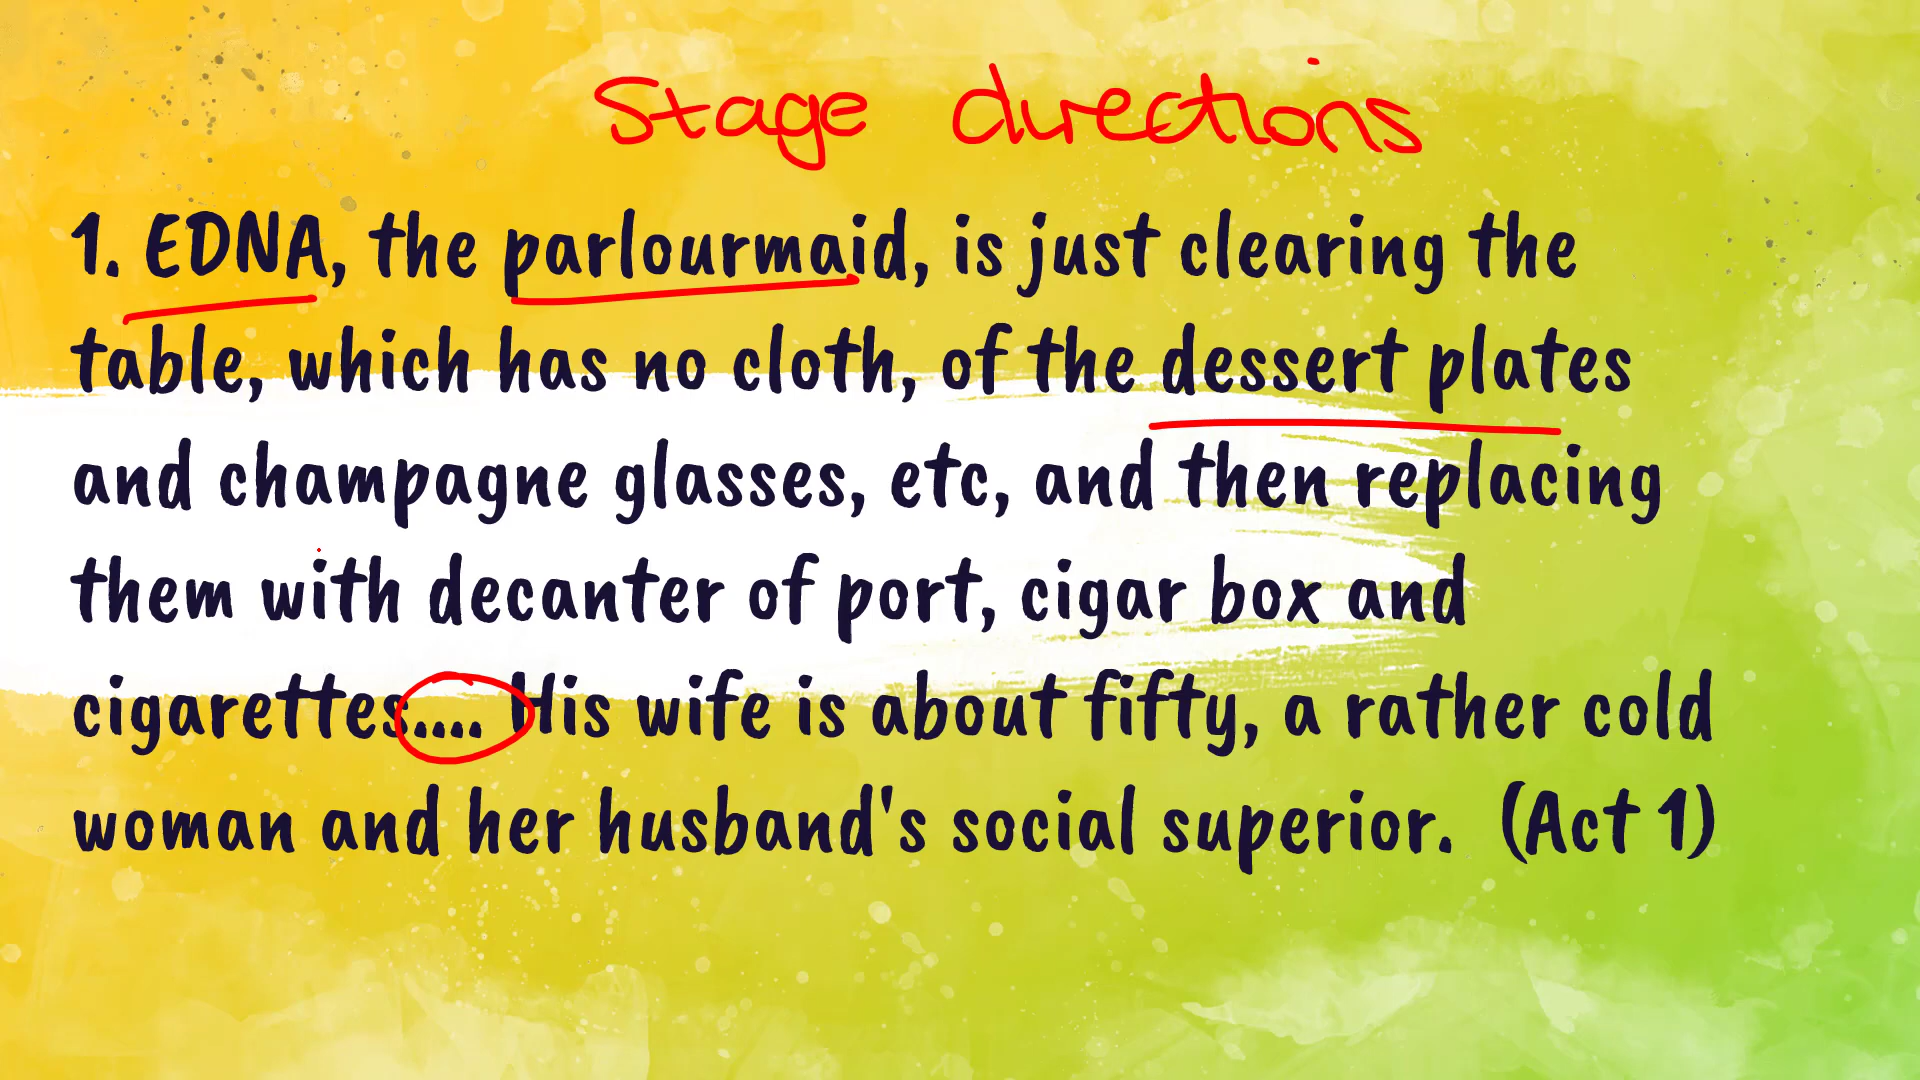 Stage directions
1. EDNA, the parlourmaid, is just clearing the
table, which has no cloth, of the dessert plates
and champagne glasses, etc, and then replacing
them with decanter of port, cigar box and
cigarettes.... His wife is about fifty, a rather cold
woman and her husband's social superior. (Act 1)